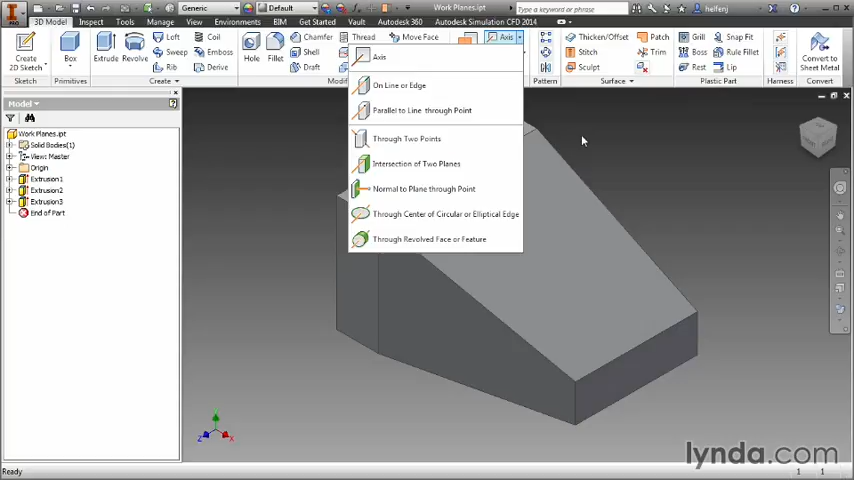 Generic
Default
Work Planes.ipt
Type a keyword or phrase
helfenj
PRO
3D Model Inspect Tools Manage View Environments BIM Get Started Vault Autodesk 360 Autodesk Simulation CFD 2014
Create
2D Sketch
Box
Extrude
Revolve
Loft
Sweep
Rib
Coil
Emboss
Derive
Hole
Fillet
Chamfer
Shell
Draft
Thread
Move Face
Axis
Thicken/Offset
Stitch
Sculpt
Patch
Trim
Grill
Boss
Rest
Snap Fit
Rule Fillet
Lip
Convert to
Sheet Metal
Sketch
Primitives
Create
Pattern
Surface
Plastic Part
Harness
Convert
Axis
On Line or Edge
Parallel to Line through Point
Through Two Points
Intersection of Two Planes
Normal to Plane through Point
Through Center of Circular or Elliptical Edge
Through Revolved Face or Feature
Model
Work Planes.ipt
Solid Bodies(1)
View: Master
Origin
Extrusion1
Extrusion2
Extrusion3
End of Part
Z
X
Ready
1
1
lynda.com